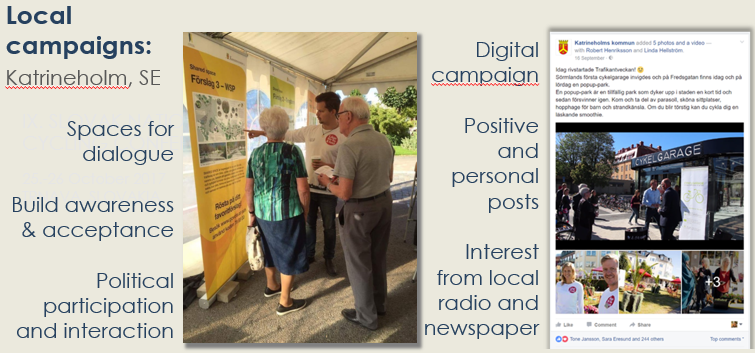 Local
campaigns:
Katrineholm, SE
Spaces for
dialogue
Build awareness
& acceptance
Political
participation
and interaction
Shared space
Förslag 3 – WSP
Rösta på din
Digital
campaign
Positive
and
personal
posts
Interest
from local
radio and
newspaper
Katrineholms kommun added 5 photos and a video —
with Robert Henriksson and Linda Hellström.
16 September
Idag rivstartade Trafikantveckan!
Sörmlands första cykelgarage invigdes och på Fredsgatan finns idag och på
lördag en popup-park.
En popup-park är en tillfällig park som dyker upp i staden en kort tid och
sedan försvinner igen. Kom och ta del av parasoll, sköna sittplatser,
hopphage för barn och strandkänsla. Om du blir törstig kan du cykla dig en
läskande smoothie.
CYKELGARAGE
+3
Like Comment Share
Tone Jansson, Sara Eresund and 244 others Top comments